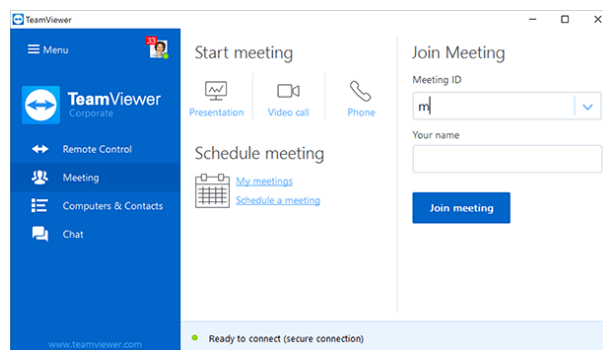 TeamViewer
Menu
33
TeamViewer
Corporate
Remote Control
Meeting
Computers & Contacts
Chat
www.teamviewer.com
Start meeting
Presentation
Video call
Phone
Schedule meeting
My meetings
Schedule a meeting
Join Meeting
Meeting ID
m
Your name
Join meeting
Ready to connect (secure connection)